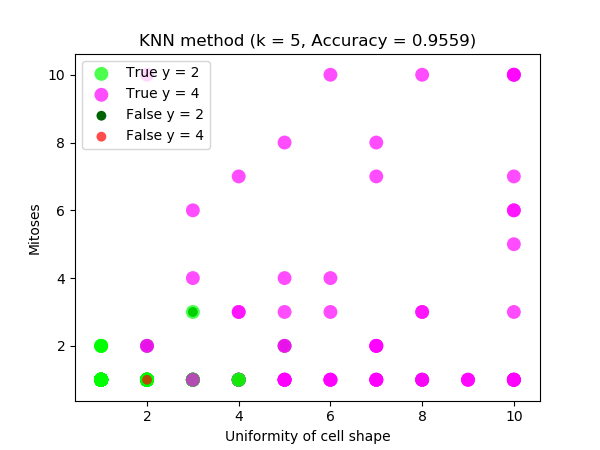 KNN method (k = 5, Accuracy = 0.9559)
10
8
6
4
2
Mitoses
True y = 2
True y = 4
False y = 2
False y = 4
2 4 6 8 10
Uniformity of cell shape